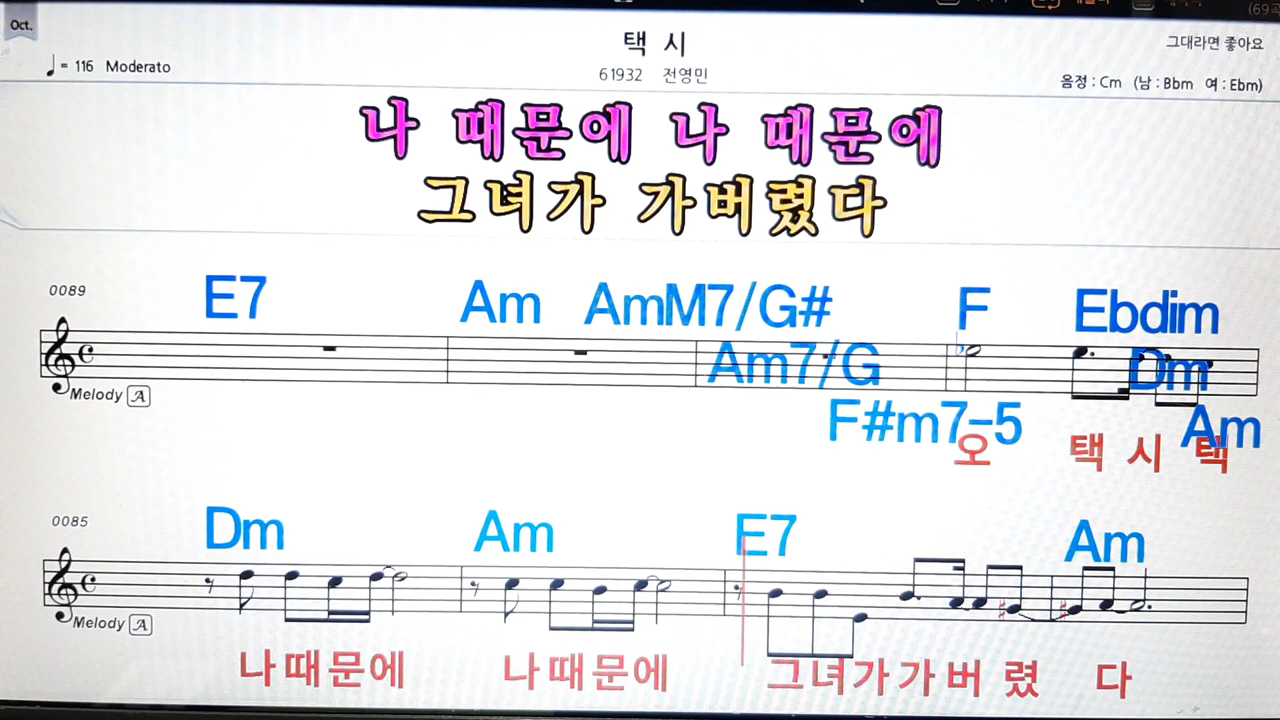 Oct.
택 시
그대라면 좋아요
♩= 116 Moderato
61932 전영민
음정 : Cm (남 : Bbm 여 : Ebm)
나 때문에 나 때문에
그녀가 가버렸다
0089
E7 Am AmM7/G# F Ebdim
Am7/G Dm
Melody A
F#m7-5 Am
오 택 시 택
0085
Dm Am E7 Am
Melody A
나때문에 나때문에 그녀가가버 렸 다